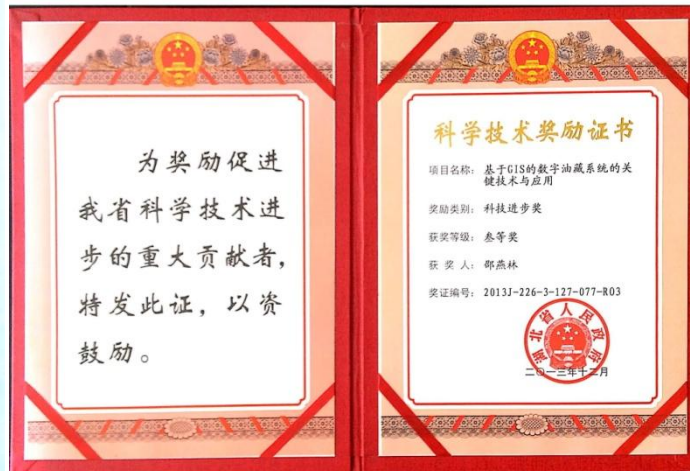 为奖励促进
我省科学技术进
步的重大贡献者，
特发此证，以资
鼓励。
科学技术奖励证书
项目名称： 基于GIS的数字油藏系统的关
键技术与应用
奖励类别： 科技进步奖
获奖等级： 叁等奖
获 奖 人： 邵燕林
奖证编号： 2013J-226-3-127-077-R03
湖北省人民政府
二〇一三年十二月